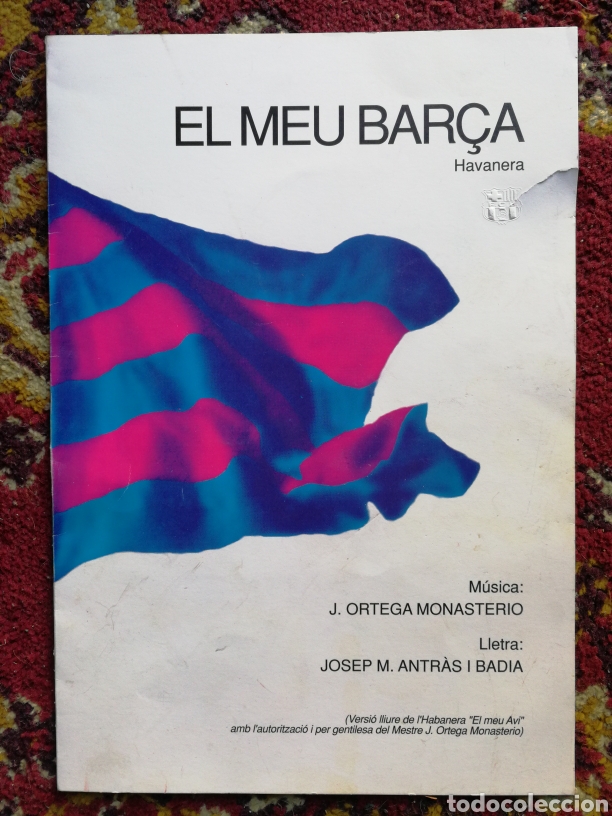 EL MEU BARÇA
Havanera
Música:
J. ORTEGA MONASTERIO
Lletra:
JOSEP M. ANTRÀS I BADIA
(Versió lliure de l'Habanera "El meu Avi"
amb l'autorització i per gentilesa del Mestre J. Ortega Monasterio)
todocoleccion